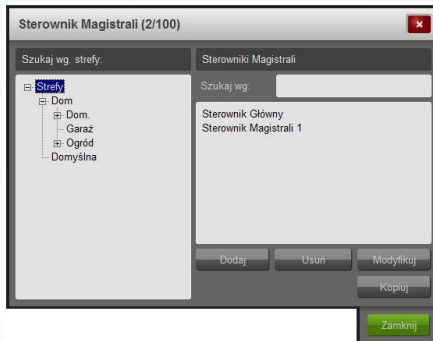 Sterownik Magistrali (2/100)
Szukaj wg. strefy:
Strefy
Dom
Dom.
Garaż
Ogród
Domyślna
Sterowniki Magistrali
Szukaj wg:
Sterownik Główny
Sterownik Magistrali 1
Dodaj Usuń Modyfikuj
Kopiuj
Zamknij